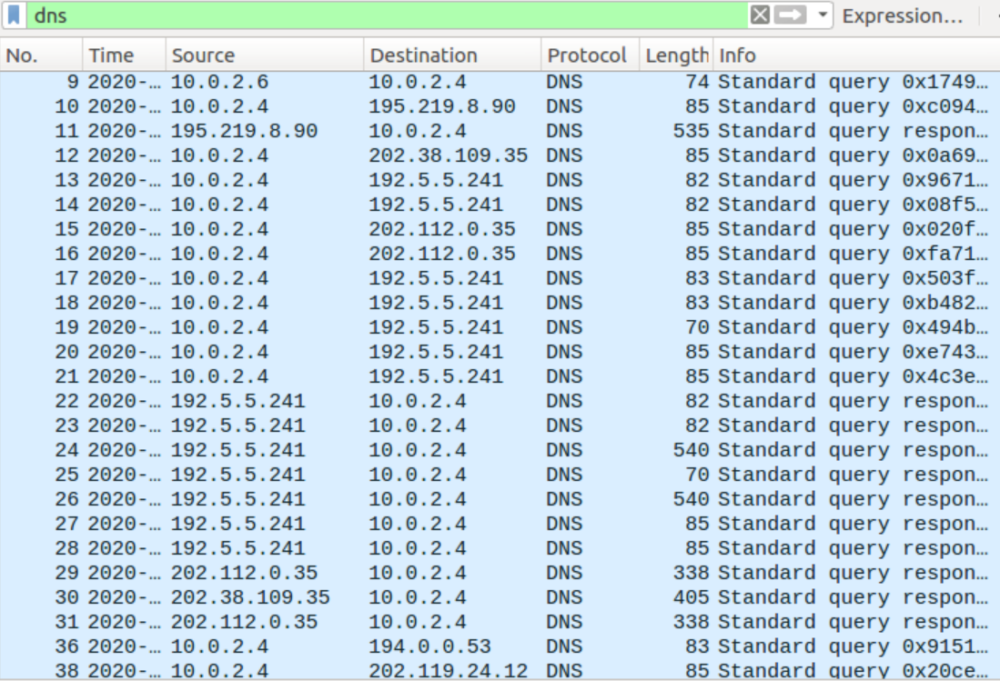 dns Expression…
No. Time Source Destination Protocol Length Info
9 2020-… 10.0.2.6 10.0.2.4 DNS 74 Standard query 0x1749…
10 2020-… 10.0.2.4 195.219.8.90 DNS 85 Standard query 0xc094…
11 2020-… 195.219.8.90 10.0.2.4 DNS 535 Standard query respon…
12 2020-… 10.0.2.4 202.38.109.35 DNS 85 Standard query 0x0a69…
13 2020-… 10.0.2.4 192.5.5.241 DNS 82 Standard query 0x9671…
14 2020-… 10.0.2.4 192.5.5.241 DNS 82 Standard query 0x08f5…
15 2020-… 10.0.2.4 202.112.0.35 DNS 85 Standard query 0x020f…
16 2020-… 10.0.2.4 202.112.0.35 DNS 85 Standard query 0xfa71…
17 2020-… 10.0.2.4 192.5.5.241 DNS 83 Standard query 0x503f…
18 2020-… 10.0.2.4 192.5.5.241 DNS 83 Standard query 0xb482…
19 2020-… 10.0.2.4 192.5.5.241 DNS 70 Standard query 0x494b…
20 2020-… 10.0.2.4 192.5.5.241 DNS 85 Standard query 0xe743…
21 2020-… 10.0.2.4 192.5.5.241 DNS 85 Standard query 0x4c3e…
22 2020-… 192.5.5.241 10.0.2.4 DNS 82 Standard query respon…
23 2020-… 192.5.5.241 10.0.2.4 DNS 82 Standard query respon…
24 2020-… 192.5.5.241 10.0.2.4 DNS 540 Standard query respon…
25 2020-… 192.5.5.241 10.0.2.4 DNS 70 Standard query respon…
26 2020-… 192.5.5.241 10.0.2.4 DNS 540 Standard query respon…
27 2020-… 192.5.5.241 10.0.2.4 DNS 85 Standard query respon…
28 2020-… 192.5.5.241 10.0.2.4 DNS 85 Standard query respon…
29 2020-… 202.112.0.35 10.0.2.4 DNS 338 Standard query respon…
30 2020-… 202.38.109.35 10.0.2.4 DNS 405 Standard query respon…
31 2020-… 202.112.0.35 10.0.2.4 DNS 338 Standard query respon…
36 2020-… 10.0.2.4 194.0.0.53 DNS 83 Standard query 0x9151…
38 2020-… 10.0.2.4 202.119.24.12 DNS 85 Standard query 0x20ce…